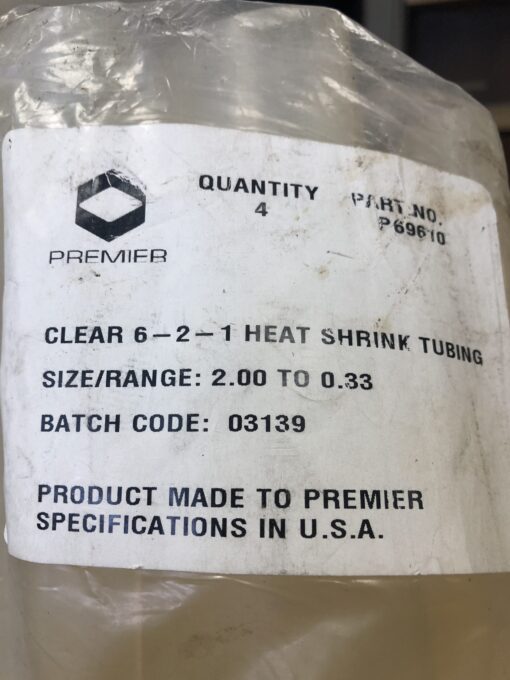 PREMIER
QUANTITY
4
PART NO.
P69610
CLEAR 6-2-1 HEAT SHRINK TUBING
SIZE/RANGE: 2.00 TO 0.33
BATCH CODE: 03139
PRODUCT MADE TO PREMIER
SPECIFICATIONS IN U.S.A.